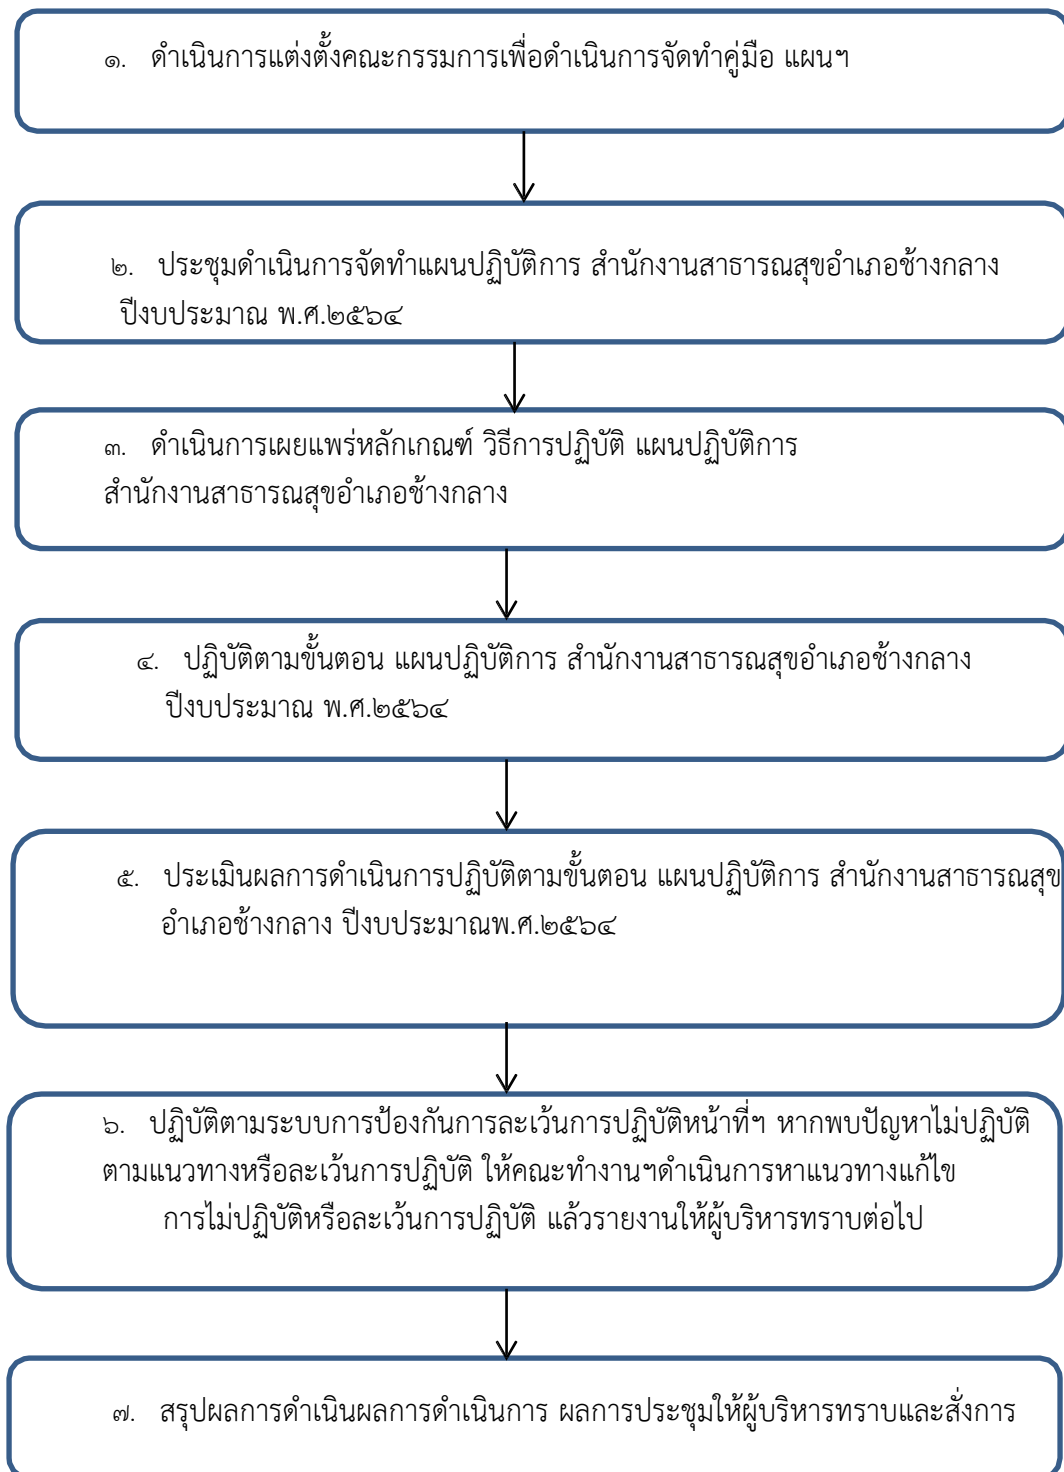 ๑. ดำเนินการแต่งตั้งคณะกรรมการเพื่อดำเนินการจัดทำคู่มือ แผนฯ
๒. ประชุมดำเนินการจัดทำแผนปฏิบัติการ สำนักงานสาธารณสุขอำเภอช้างกลาง
ปีงบประมาณ พ.ศ.๒๕๖๔
๓. ดำเนินการเผยแพร่หลักเกณฑ์ วิธีการปฏิบัติ แผนปฏิบัติการ
สำนักงานสาธารณสุขอำเภอช้างกลาง
๔. ปฏิบัติตามขั้นตอน แผนปฏิบัติการ สำนักงานสาธารณสุขอำเภอช้างกลาง
ปีงบประมาณ พ.ศ.๒๕๖๔
๕. ประเมินผลการดำเนินการปฏิบัติตามขั้นตอน แผนปฏิบัติการ สำนักงานสาธารณสุข
อำเภอช้างกลาง ปีงบประมาณพ.ศ.๒๕๖๔
๖. ปฏิบัติตามระบบการป้องกันการละเว้นการปฏิบัติหน้าที่ฯ หากพบปัญหาไม่ปฏิบัติ
ตามแนวทางหรือละเว้นการปฏิบัติ ให้คณะทำงานฯดำเนินการหาแนวทางแก้ไข
การไม่ปฏิบัติหรือละเว้นการปฏิบัติ แล้วรายงานให้ผู้บริหารทราบต่อไป
๗. สรุปผลการดำเนินผลการดำเนินการ ผลการประชุมให้ผู้บริหารทราบและสั่งการ